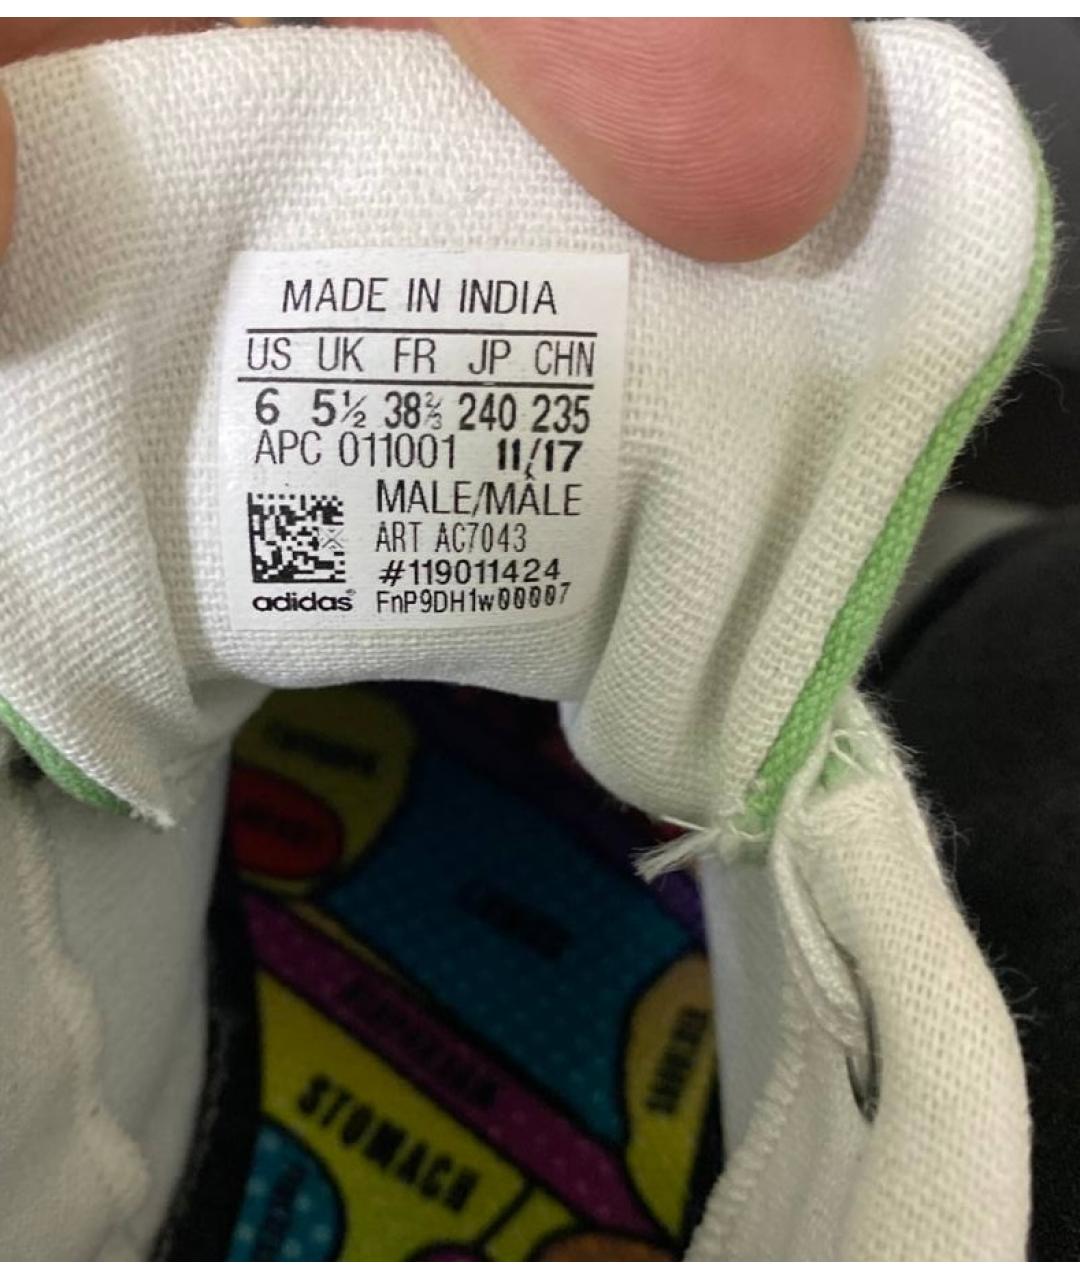 MADE IN INDIA
US UK FR JP CHN
6 5½ 38⅔ 240 235
APC 011001 11/17
MALE/MÂLE
ART AC7043
#119011424
adidas® FnP9DH1w00007
STOMACH